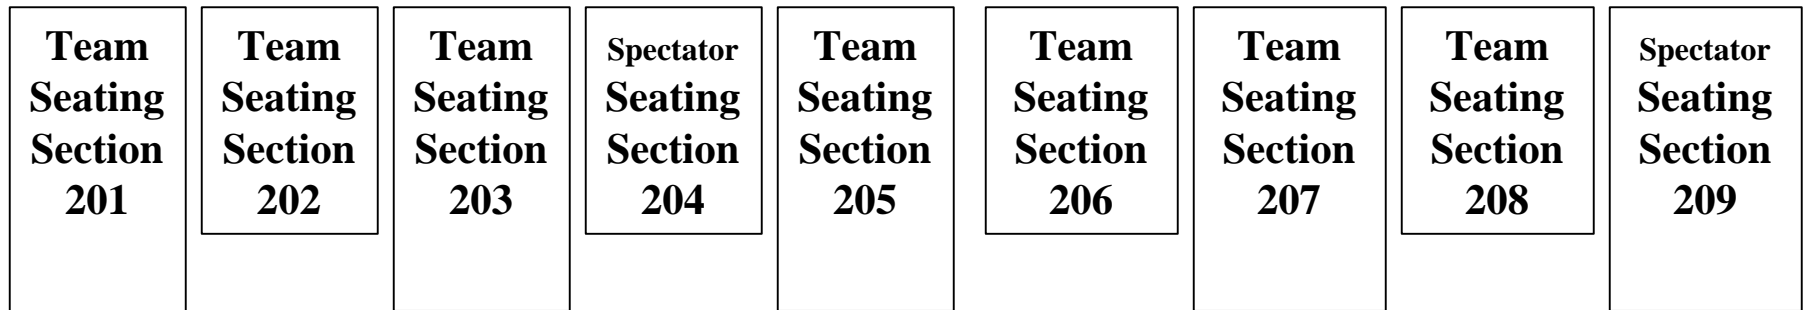 Team
Seating
Section
201
Team
Seating
Section
202
Team
Seating
Section
203
Spectator
Seating
Section
204
Team
Seating
Section
205
Team
Seating
Section
206
Team
Seating
Section
207
Team
Seating
Section
208
Spectator
Seating
Section
209